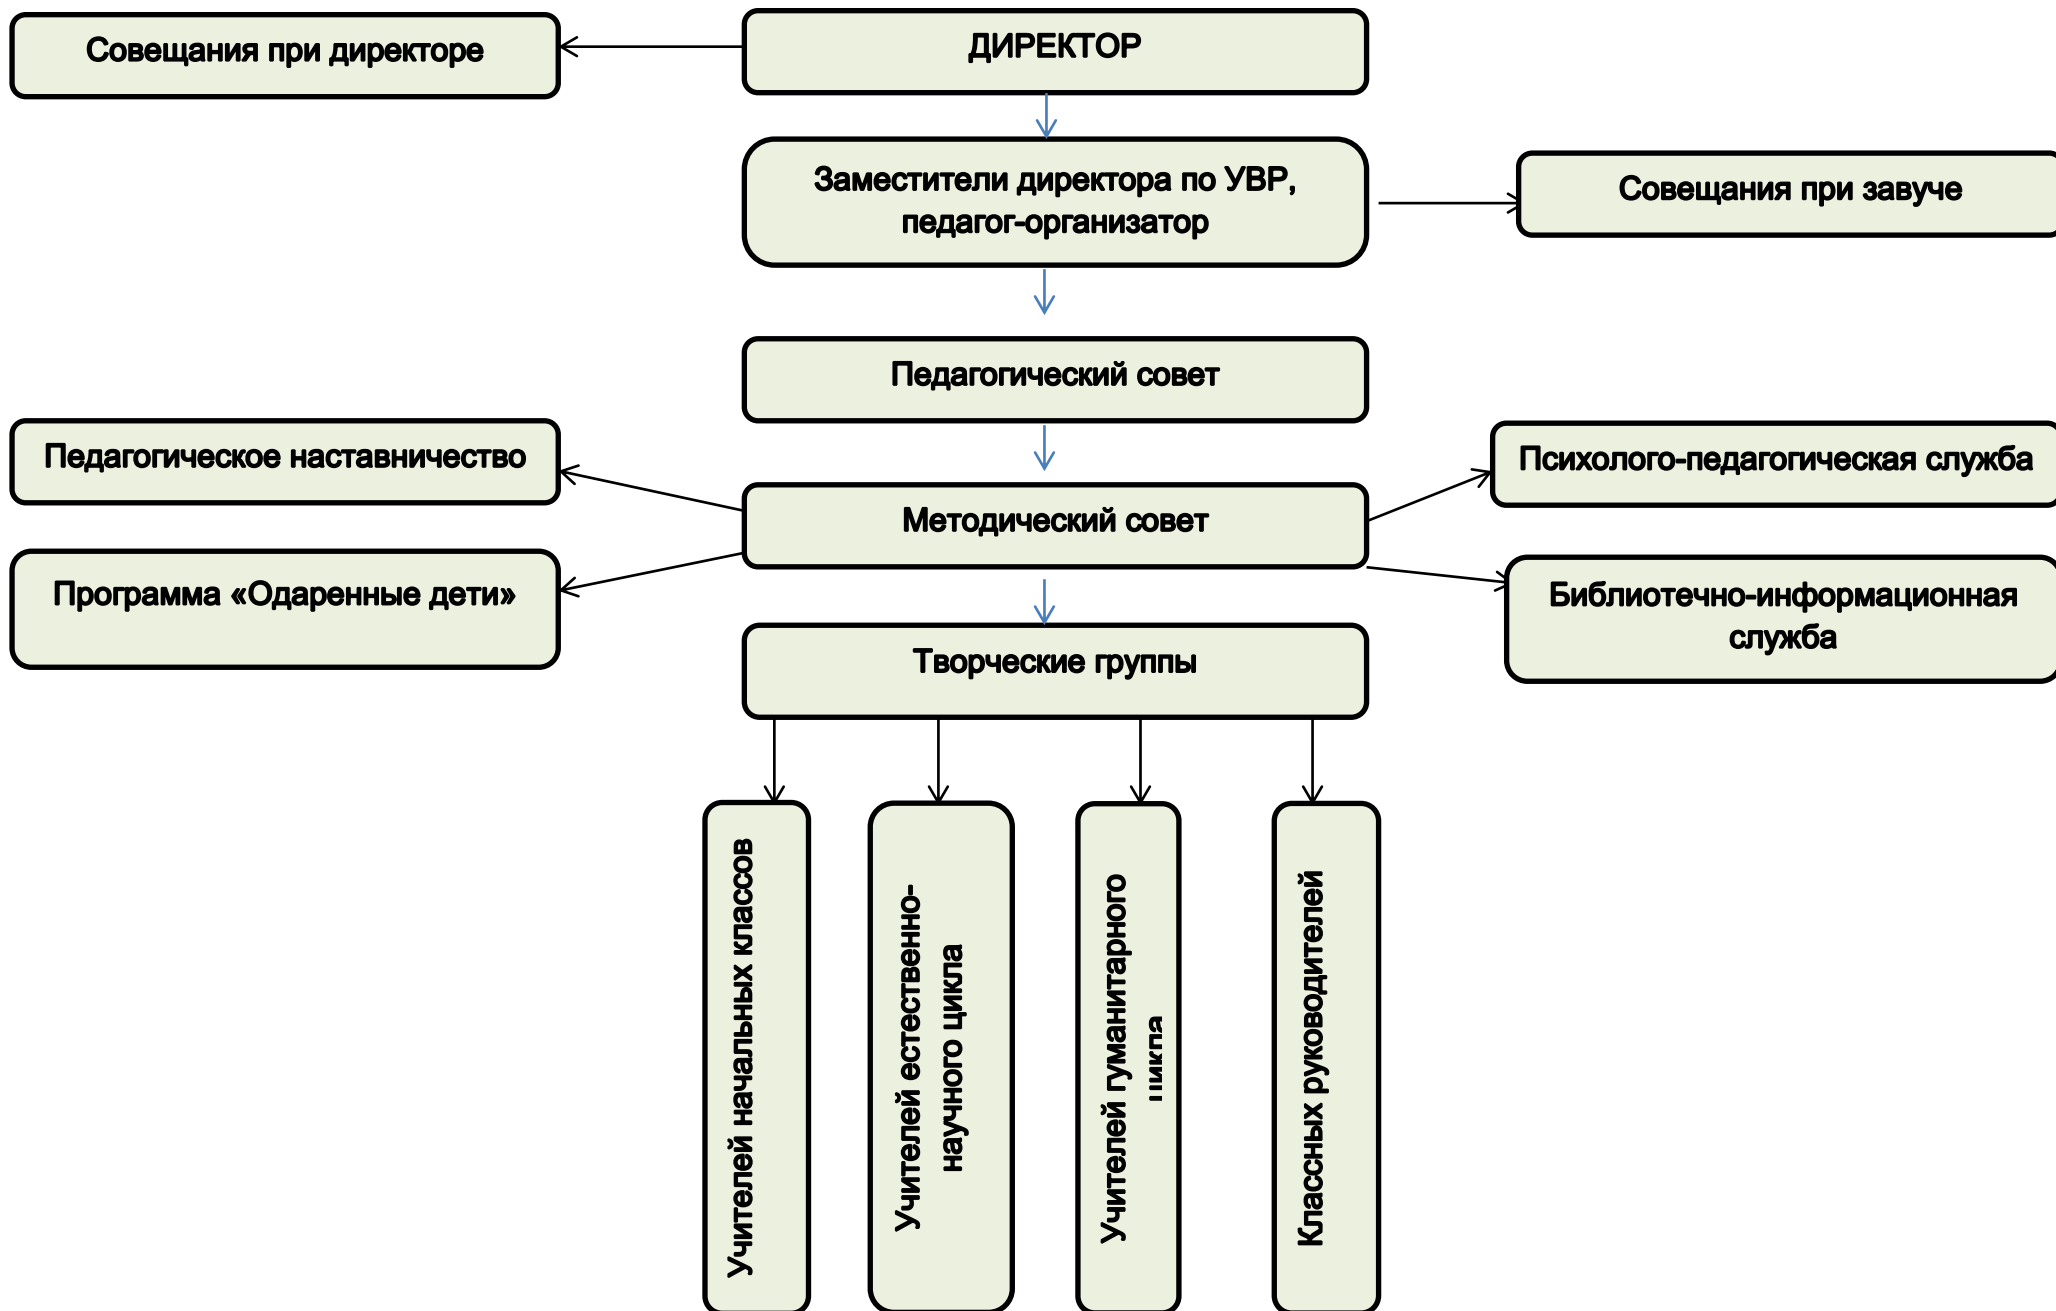 Совещания при директоре
ДИРЕКТОР
Заместители директора по УВР,
педагог-организатор
Совещания при завуче
Педагогический совет
Педагогическое наставничество
Психолого-педагогическая служба
Методический совет
Программа «Одаренные дети»
Библиотечно-информационная
служба
Творческие группы
Учителей начальных классов
Учителей естественно-
научного цикла
Учителей гуманитарного
цикла
Классных руководителей